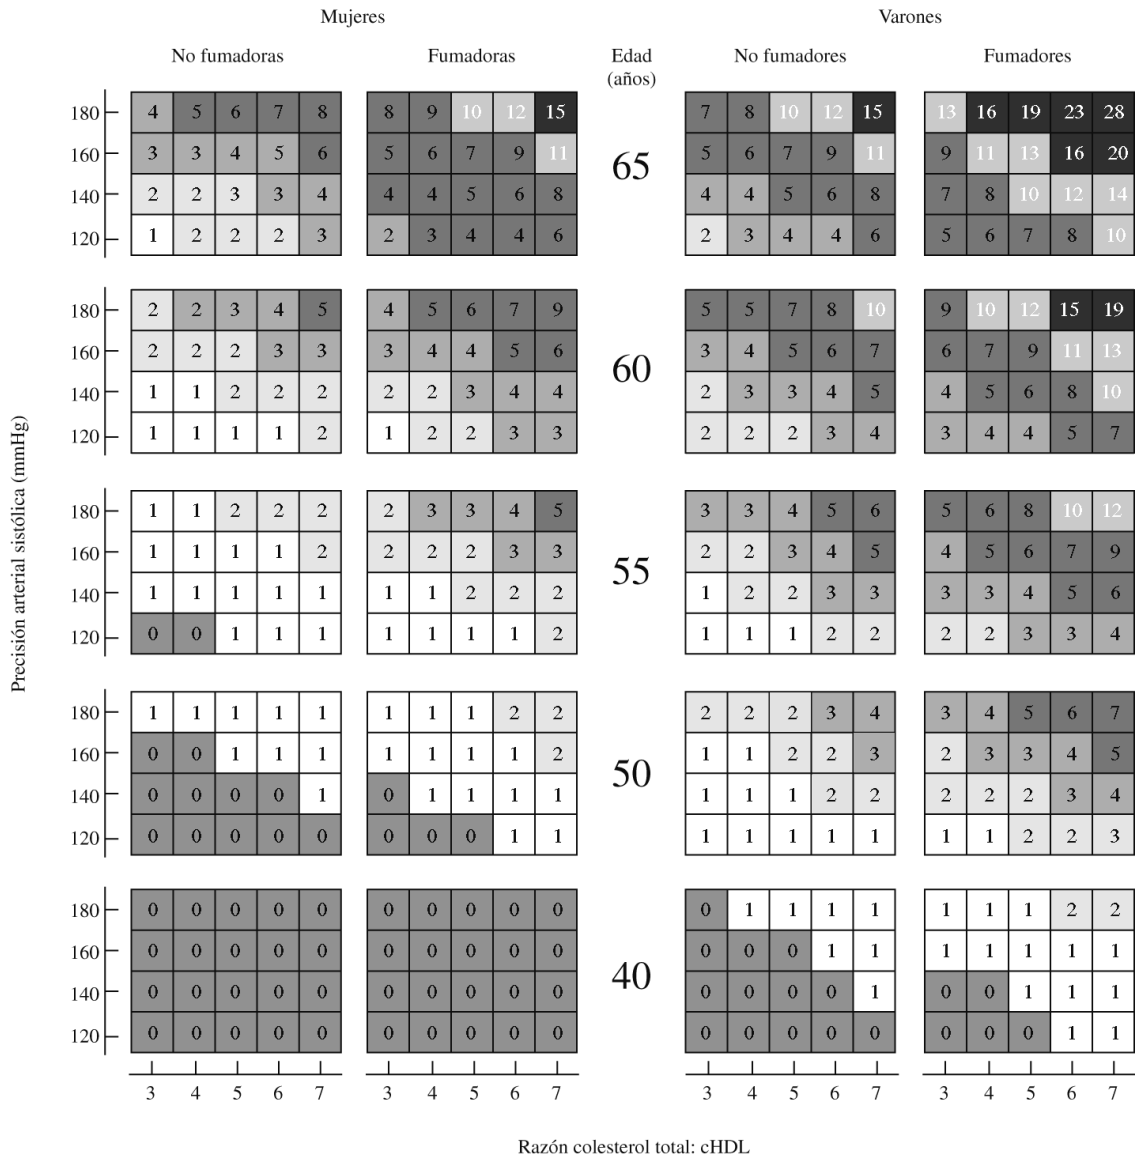 Mujeres Varones
No fumadoras Fumadoras Edad (años) No fumadores Fumadores
180 4 5 6 7 8 8 9 10 12 15 7 8 10 12 15 13 16 19 23 28
160 3 3 4 5 6 5 6 7 9 11 65 5 6 7 9 11 9 11 13 16 20
140 2 2 3 3 4 4 4 5 6 8 4 4 5 6 8 7 8 10 12 14
120 1 2 2 2 3 2 3 4 4 6 2 3 4 4 6 5 6 7 8 10
180 2 2 3 4 5 4 5 6 7 9 5 5 7 8 10 9 10 12 15 19
160 2 2 2 3 3 3 4 4 5 6 60 3 4 5 6 7 6 7 9 11 13
140 1 1 2 2 2 2 2 3 4 4 2 3 3 4 5 4 5 6 8 10
120 1 1 1 1 2 1 2 2 3 3 2 2 2 3 4 3 4 4 5 7
180 1 1 2 2 2 2 3 3 4 5 3 3 4 5 6 5 6 8 10 12
160 1 1 1 1 2 2 2 2 3 3 55 2 2 3 4 5 4 5 6 7 9
140 1 1 1 1 1 1 1 2 2 2 1 2 2 3 3 3 3 4 5 6
120 0 0 1 1 1 1 1 1 1 2 1 1 1 2 2 2 2 3 3 4
180 1 1 1 1 1 1 1 1 2 2 2 2 2 3 4 3 4 5 6 7
160 0 0 1 1 1 1 1 1 1 2 50 1 1 2 2 3 2 3 3 4 5
140 0 0 0 0 1 0 1 1 1 1 1 1 1 2 2 2 2 2 3 4
120 0 0 0 0 0 0 0 0 1 1 1 1 1 1 1 1 1 2 2 3
180 0 0 0 0 0 0 0 0 0 0 0 1 1 1 1 1 1 1 2 2
160 0 0 0 0 0 0 0 0 0 0 40 0 0 0 1 1 1 1 1 1 1
140 0 0 0 0 0 0 0 0 0 0 0 0 0 0 1 0 0 1 1 1
120 0 0 0 0 0 0 0 0 0 0 0 0 0 0 0 0 0 0 1 1
3 4 5 6 7 3 4 5 6 7 3 4 5 6 7 3 4 5 6 7
Precisión arterial sistólica (mmHg)
Razón colesterol total: cHDL